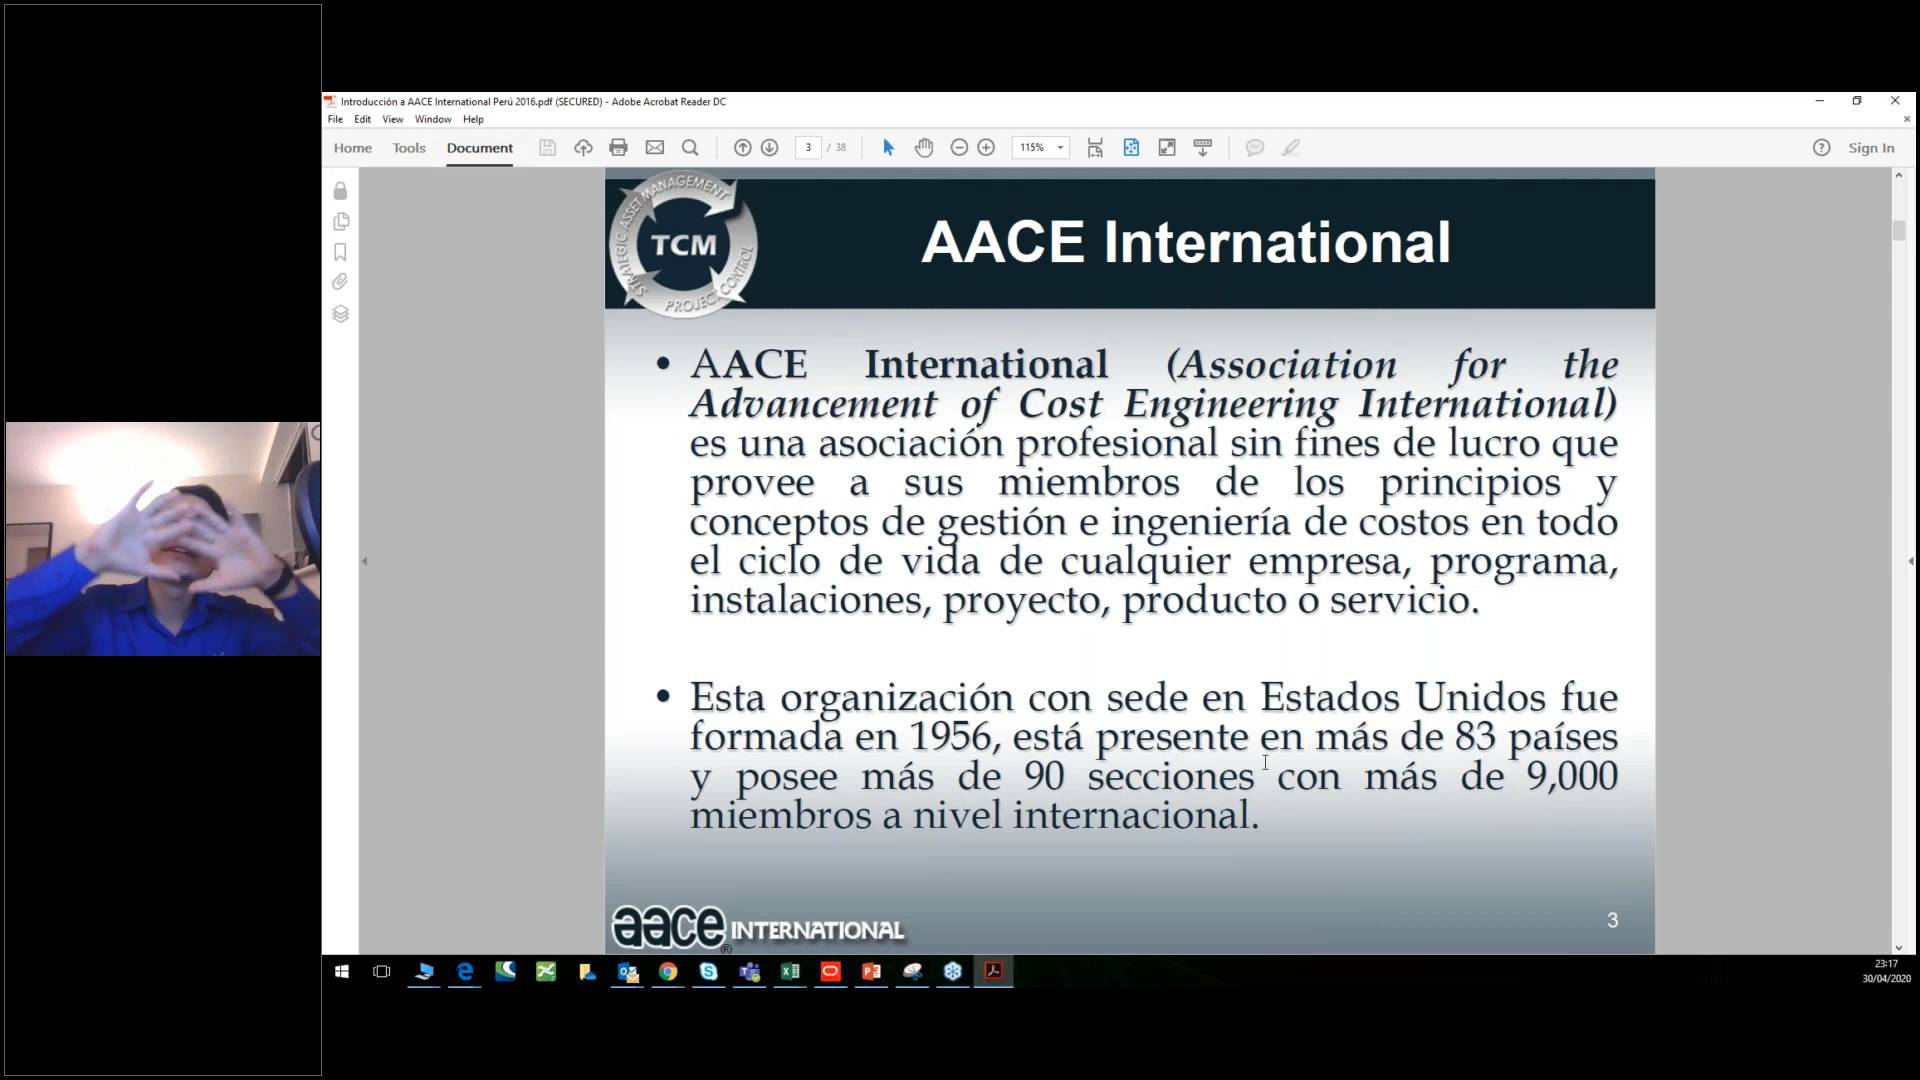 Introducción a AACE International Perú 2016.pdf (SECURED) - Adobe Acrobat Reader DC
File Edit View Window Help
Home Tools Document 3 / 38 115% Sign In
STRATEGIC ASSET MANAGEMENT
TCM
PROJECT CONTROL
AACE International
• AACE International (Association for the
Advancement of Cost Engineering International)
es una asociación profesional sin fines de lucro que
provee a sus miembros de los principios y
conceptos de gestión e ingeniería de costos en todo
el ciclo de vida de cualquier empresa, programa,
instalaciones, proyecto, producto o servicio.
• Esta organización con sede en Estados Unidos fue
formada en 1956, está presente en más de 83 países
y posee más de 90 secciones con más de 9,000
miembros a nivel internacional.
aace® INTERNATIONAL
3
23:17
30/04/2020